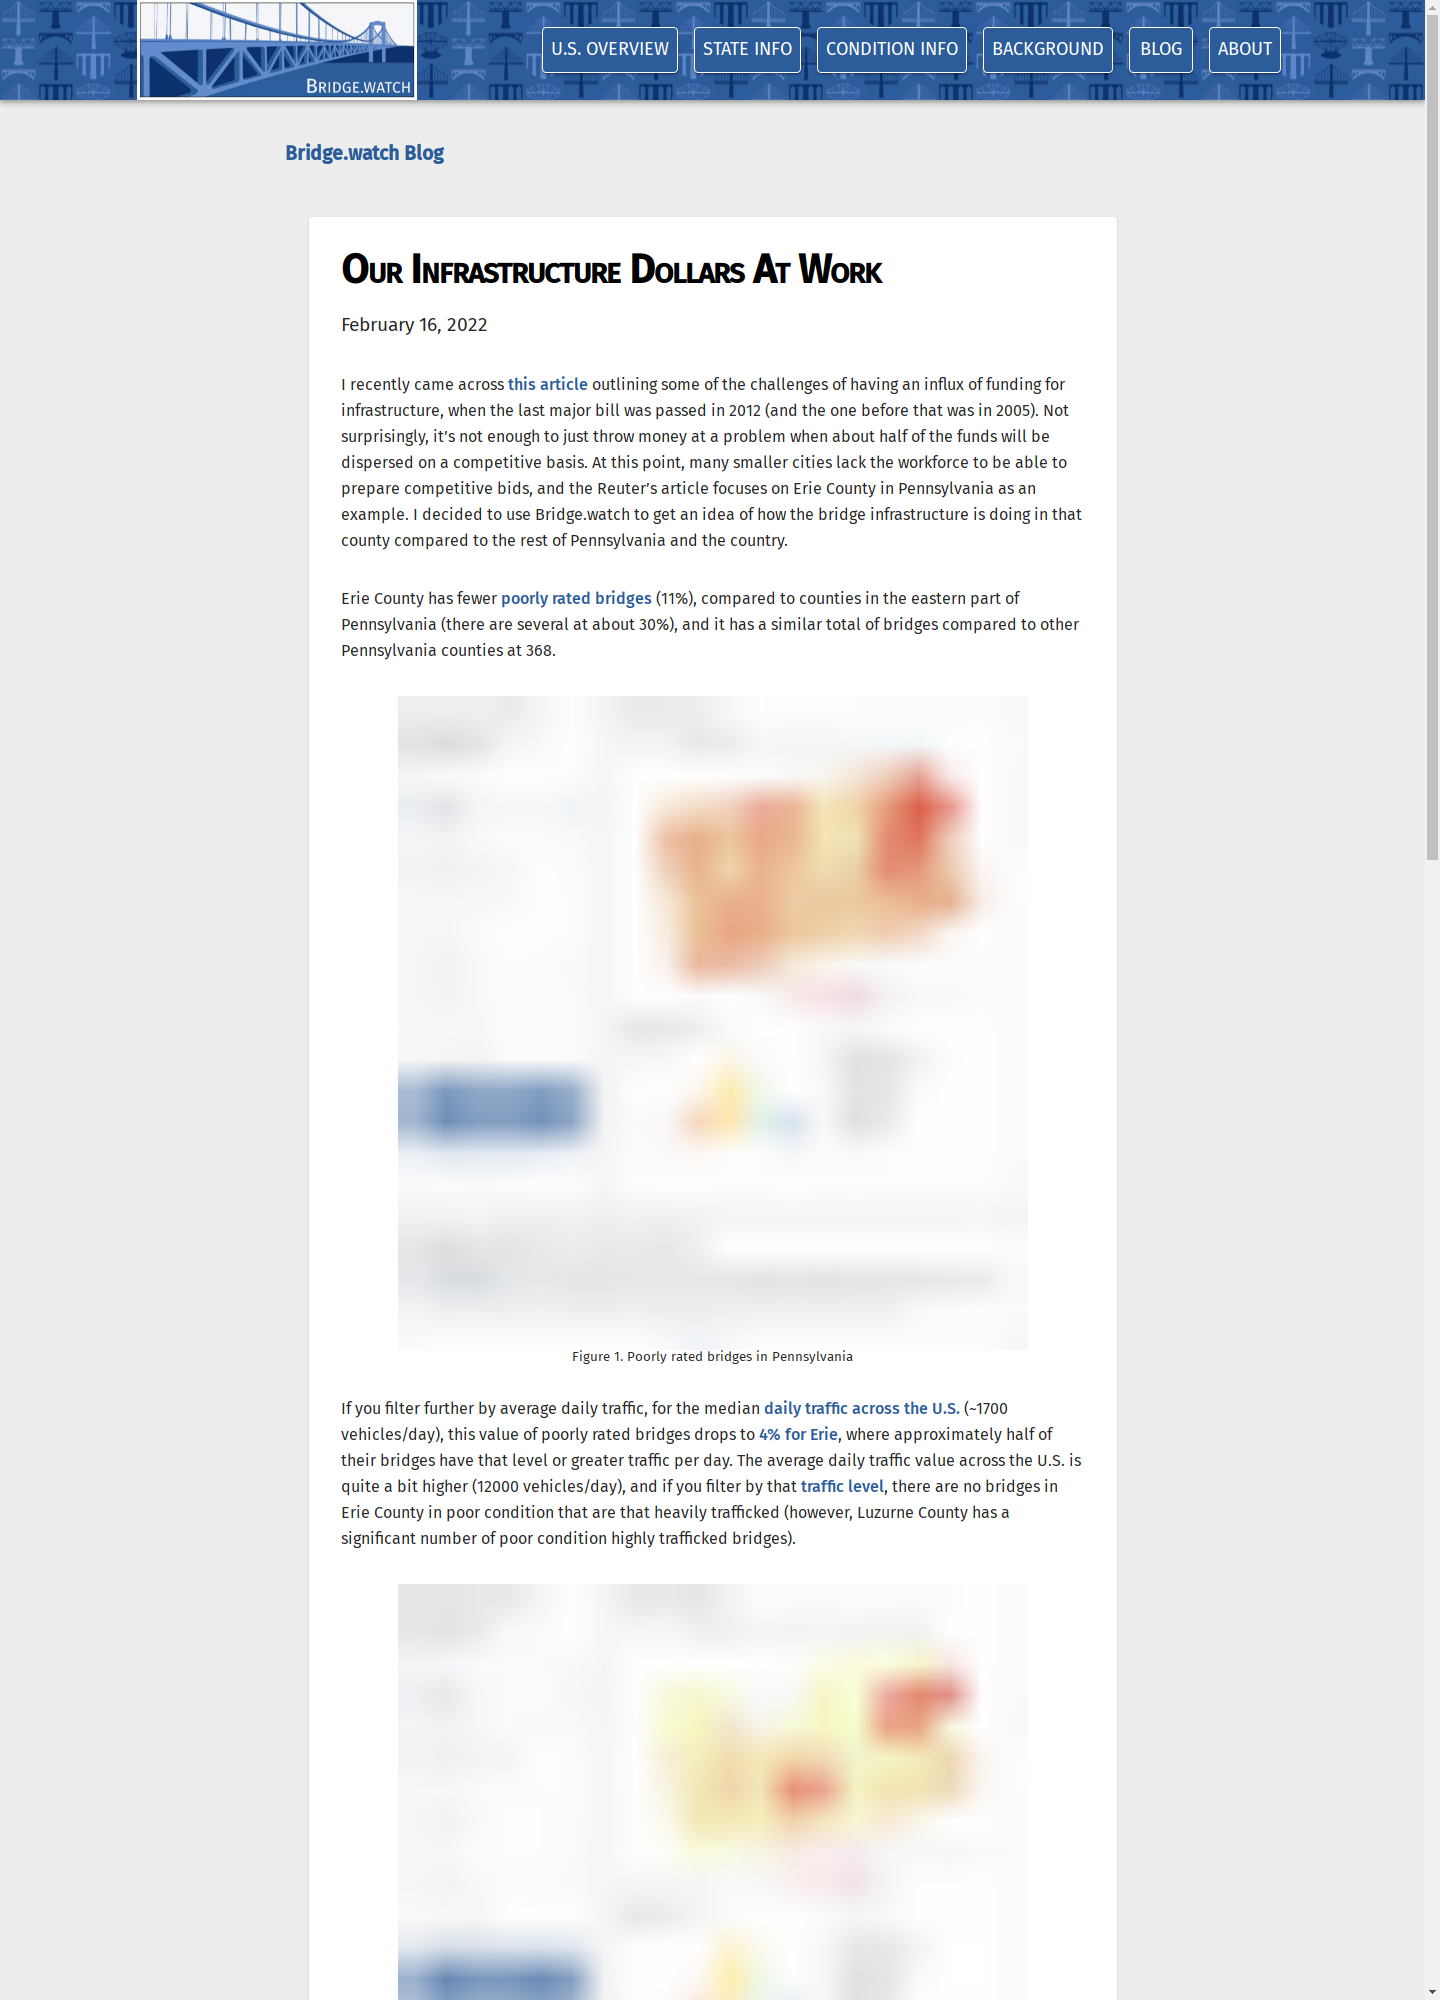 BRIDGE.WATCH
U.S. OVERVIEW
STATE INFO
CONDITION INFO
BACKGROUND
BLOG
ABOUT
Bridge.watch Blog
Our Infrastructure Dollars At Work
February 16, 2022
I recently came across this article outlining some of the challenges of having an influx of funding for
infrastructure, when the last major bill was passed in 2012 (and the one before that was in 2005). Not
surprisingly, it’s not enough to just throw money at a problem when about half of the funds will be
dispersed on a competitive basis. At this point, many smaller cities lack the workforce to be able to
prepare competitive bids, and the Reuter’s article focuses on Erie County in Pennsylvania as an
example. I decided to use Bridge.watch to get an idea of how the bridge infrastructure is doing in that
county compared to the rest of Pennsylvania and the country.
Erie County has fewer poorly rated bridges (11%), compared to counties in the eastern part of
Pennsylvania (there are several at about 30%), and it has a similar total of bridges compared to other
Pennsylvania counties at 368.
Figure 1. Poorly rated bridges in Pennsylvania
If you filter further by average daily traffic, for the median daily traffic across the U.S. (~1700
vehicles/day), this value of poorly rated bridges drops to 4% for Erie, where approximately half of
their bridges have that level or greater traffic per day. The average daily traffic value across the U.S. is
quite a bit higher (12000 vehicles/day), and if you filter by that traffic level, there are no bridges in
Erie County in poor condition that are that heavily trafficked (however, Luzurne County has a
significant number of poor condition highly trafficked bridges).